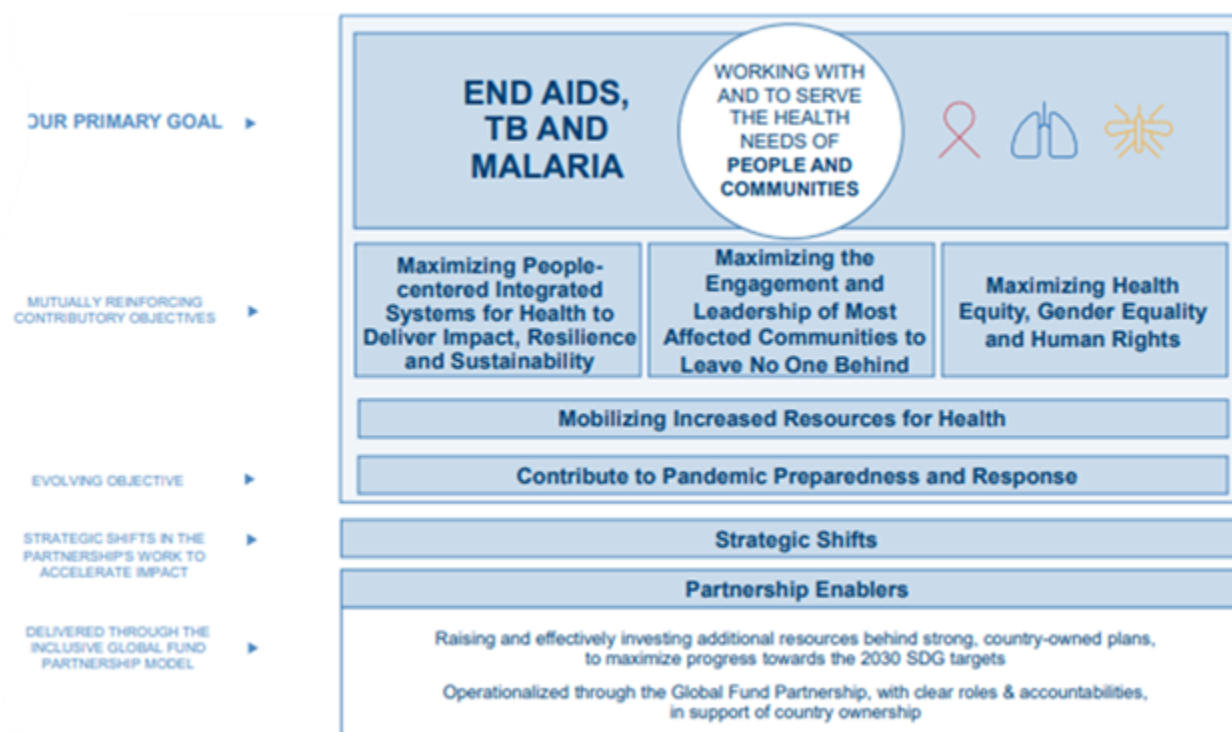 OUR PRIMARY GOAL
END AIDS,
TB AND
MALARIA
WORKING WITH
AND TO SERVE
THE HEALTH
NEEDS OF
PEOPLE AND
COMMUNITIES
MUTUALLY REINFORCING
CONTRIBUTORY OBJECTIVES
Maximizing People-
centered Integrated
Systems for Health to
Deliver Impact, Resilience
and Sustainability
Maximizing the
Engagement and
Leadership of Most
Affected Communities to
Leave No One Behind
Maximizing Health
Equity, Gender Equality
and Human Rights
Mobilizing Increased Resources for Health
EVOLVING OBJECTIVE
Contribute to Pandemic Preparedness and Response
STRATEGIC SHIFTS IN THE
PARTNERSHIP'S WORK TO
ACCELERATE IMPACT
Strategic Shifts
Partnership Enablers
DELIVERED THROUGH THE
INCLUSIVE GLOBAL FUND
PARTNERSHIP MODEL
Raising and effectively investing additional resources behind strong, country-owned plans,
to maximize progress towards the 2030 SDG targets
Operationalized through the Global Fund Partnership, with clear roles & accountabilities,
in support of country ownership